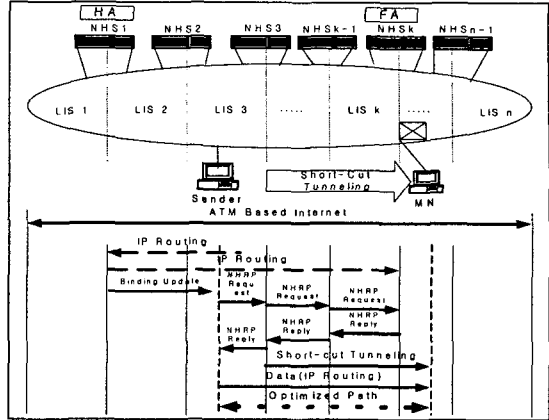 HA
FA
NHS1 NHS2 NHS3 NHSk-1 NHSk NHSn-1
LIS 1 LIS 2 LIS 3 ..... LIS k ..... LIS n
Short-Cut
Tunneling
Sender
MN
ATM Based Internet
IP Routing
IP Routing
Binding Update
NHRP
Requ
est
NHRP
Request
NHRP
Request
NHRP
Reply
NHRP
Reply
NHRP
Reply
Short-cut Tunneling
Data(IP Routing)
Optimized Path